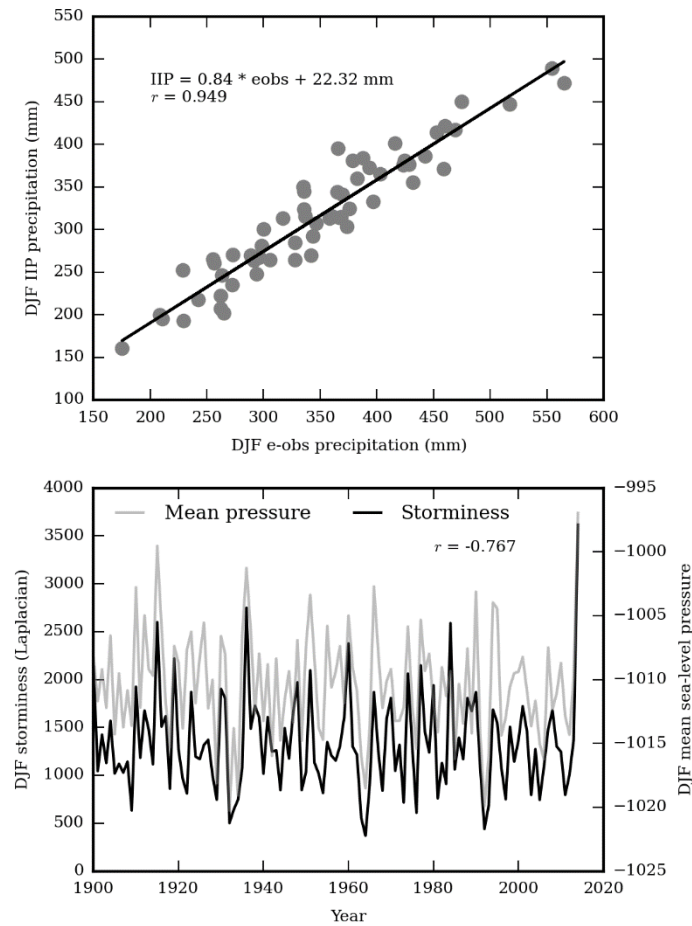 550
500
450
400
350
300
250
200
150
100
DJF IIP precipitation (mm)
IIP = 0.84 * eobs + 22.32 mm
r = 0.949
150 200 250 300 350 400 450 500 550 600
DJF e-obs precipitation (mm)
4000
3500
3000
2500
2000
1500
1000
500
0
DJF storminess (Laplacian)
Mean pressure
Storminess
r = -0.767
−995
−1000
−1005
−1010
−1015
−1020
−1025
DJF mean sea-level pressure
1900 1920 1940 1960 1980 2000 2020
Year